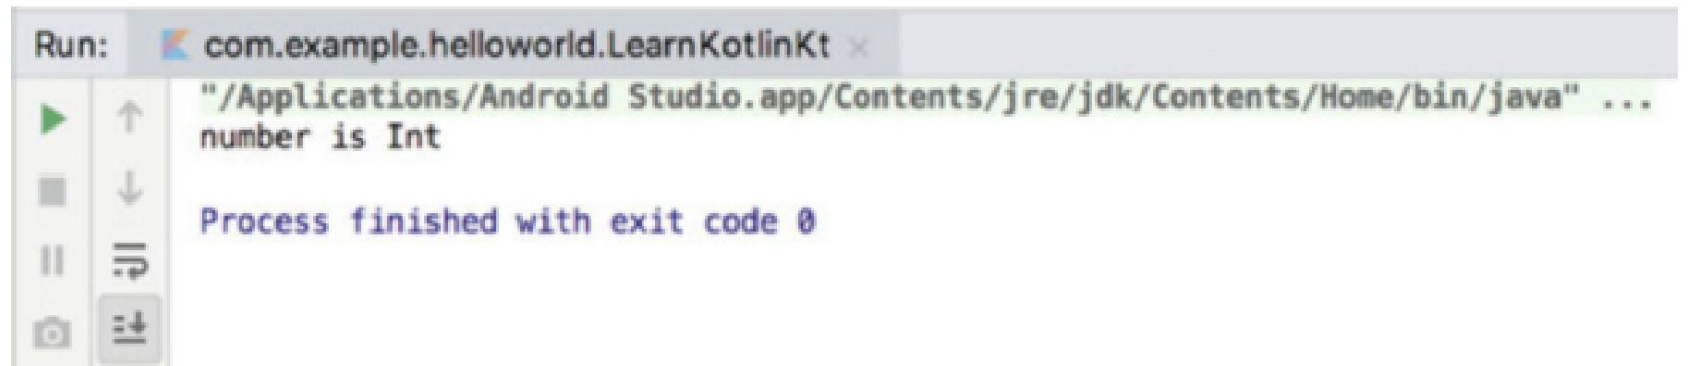 Run: com.example.helloworld.LearnKotlinKt
"/Applications/Android Studio.app/Contents/jre/jdk/Contents/Home/bin/java" ...
number is Int
Process finished with exit code 0